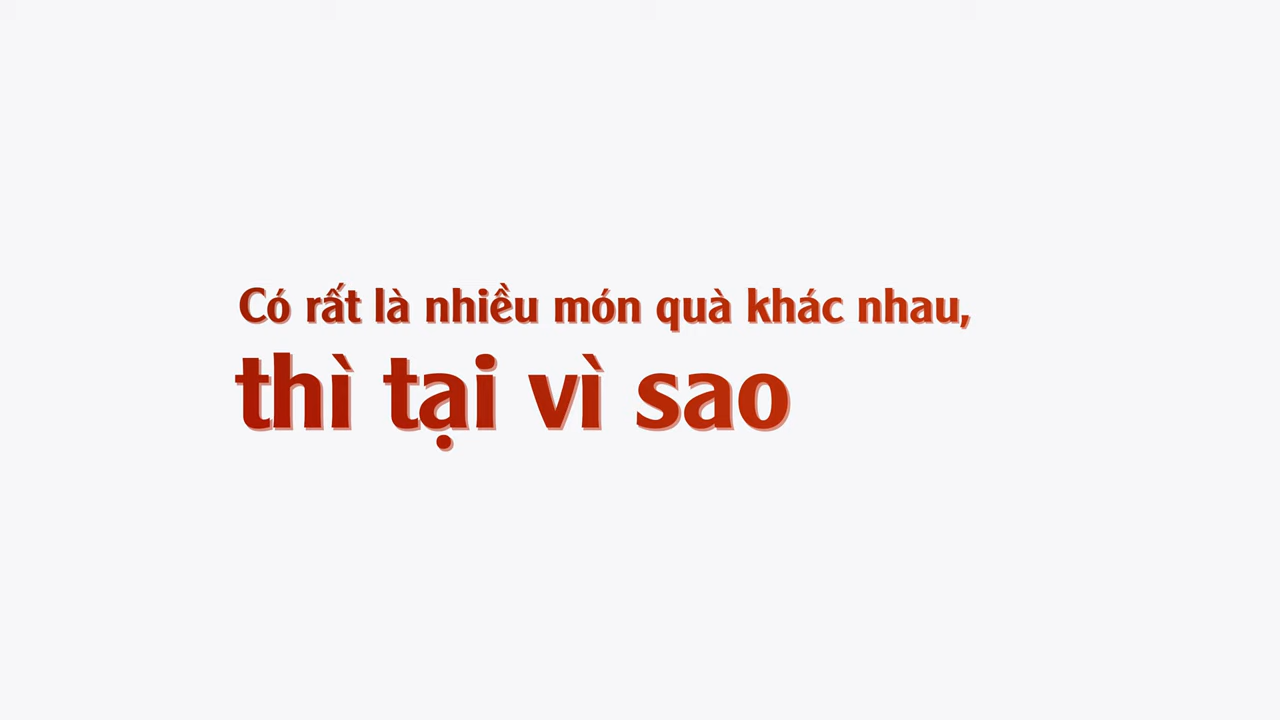 Có rất là nhiều món quà khác nhau,
thì tại vì sao